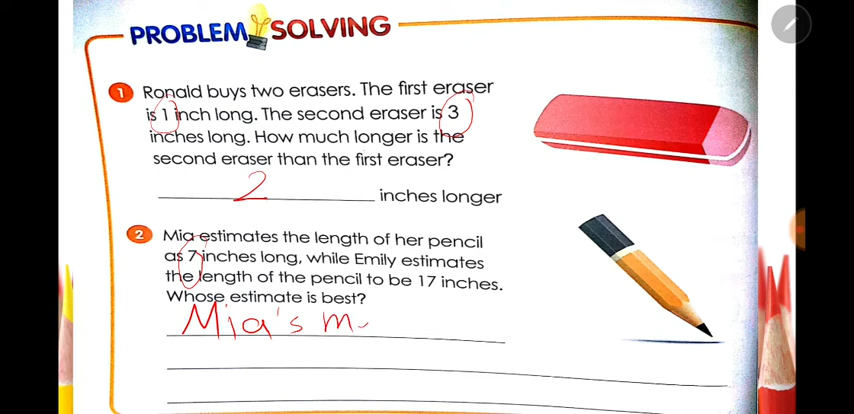 PROBLEM SOLVING
1 Ronald buys two erasers. The first eraser
is 1 inch long. The second eraser is 3
inches long. How much longer is the
second eraser than the first eraser?
2 inches longer
2 Mia estimates the length of her pencil
as 7 inches long, while Emily estimates
the length of the pencil to be 17 inches.
Whose estimate is best?
Mia's m